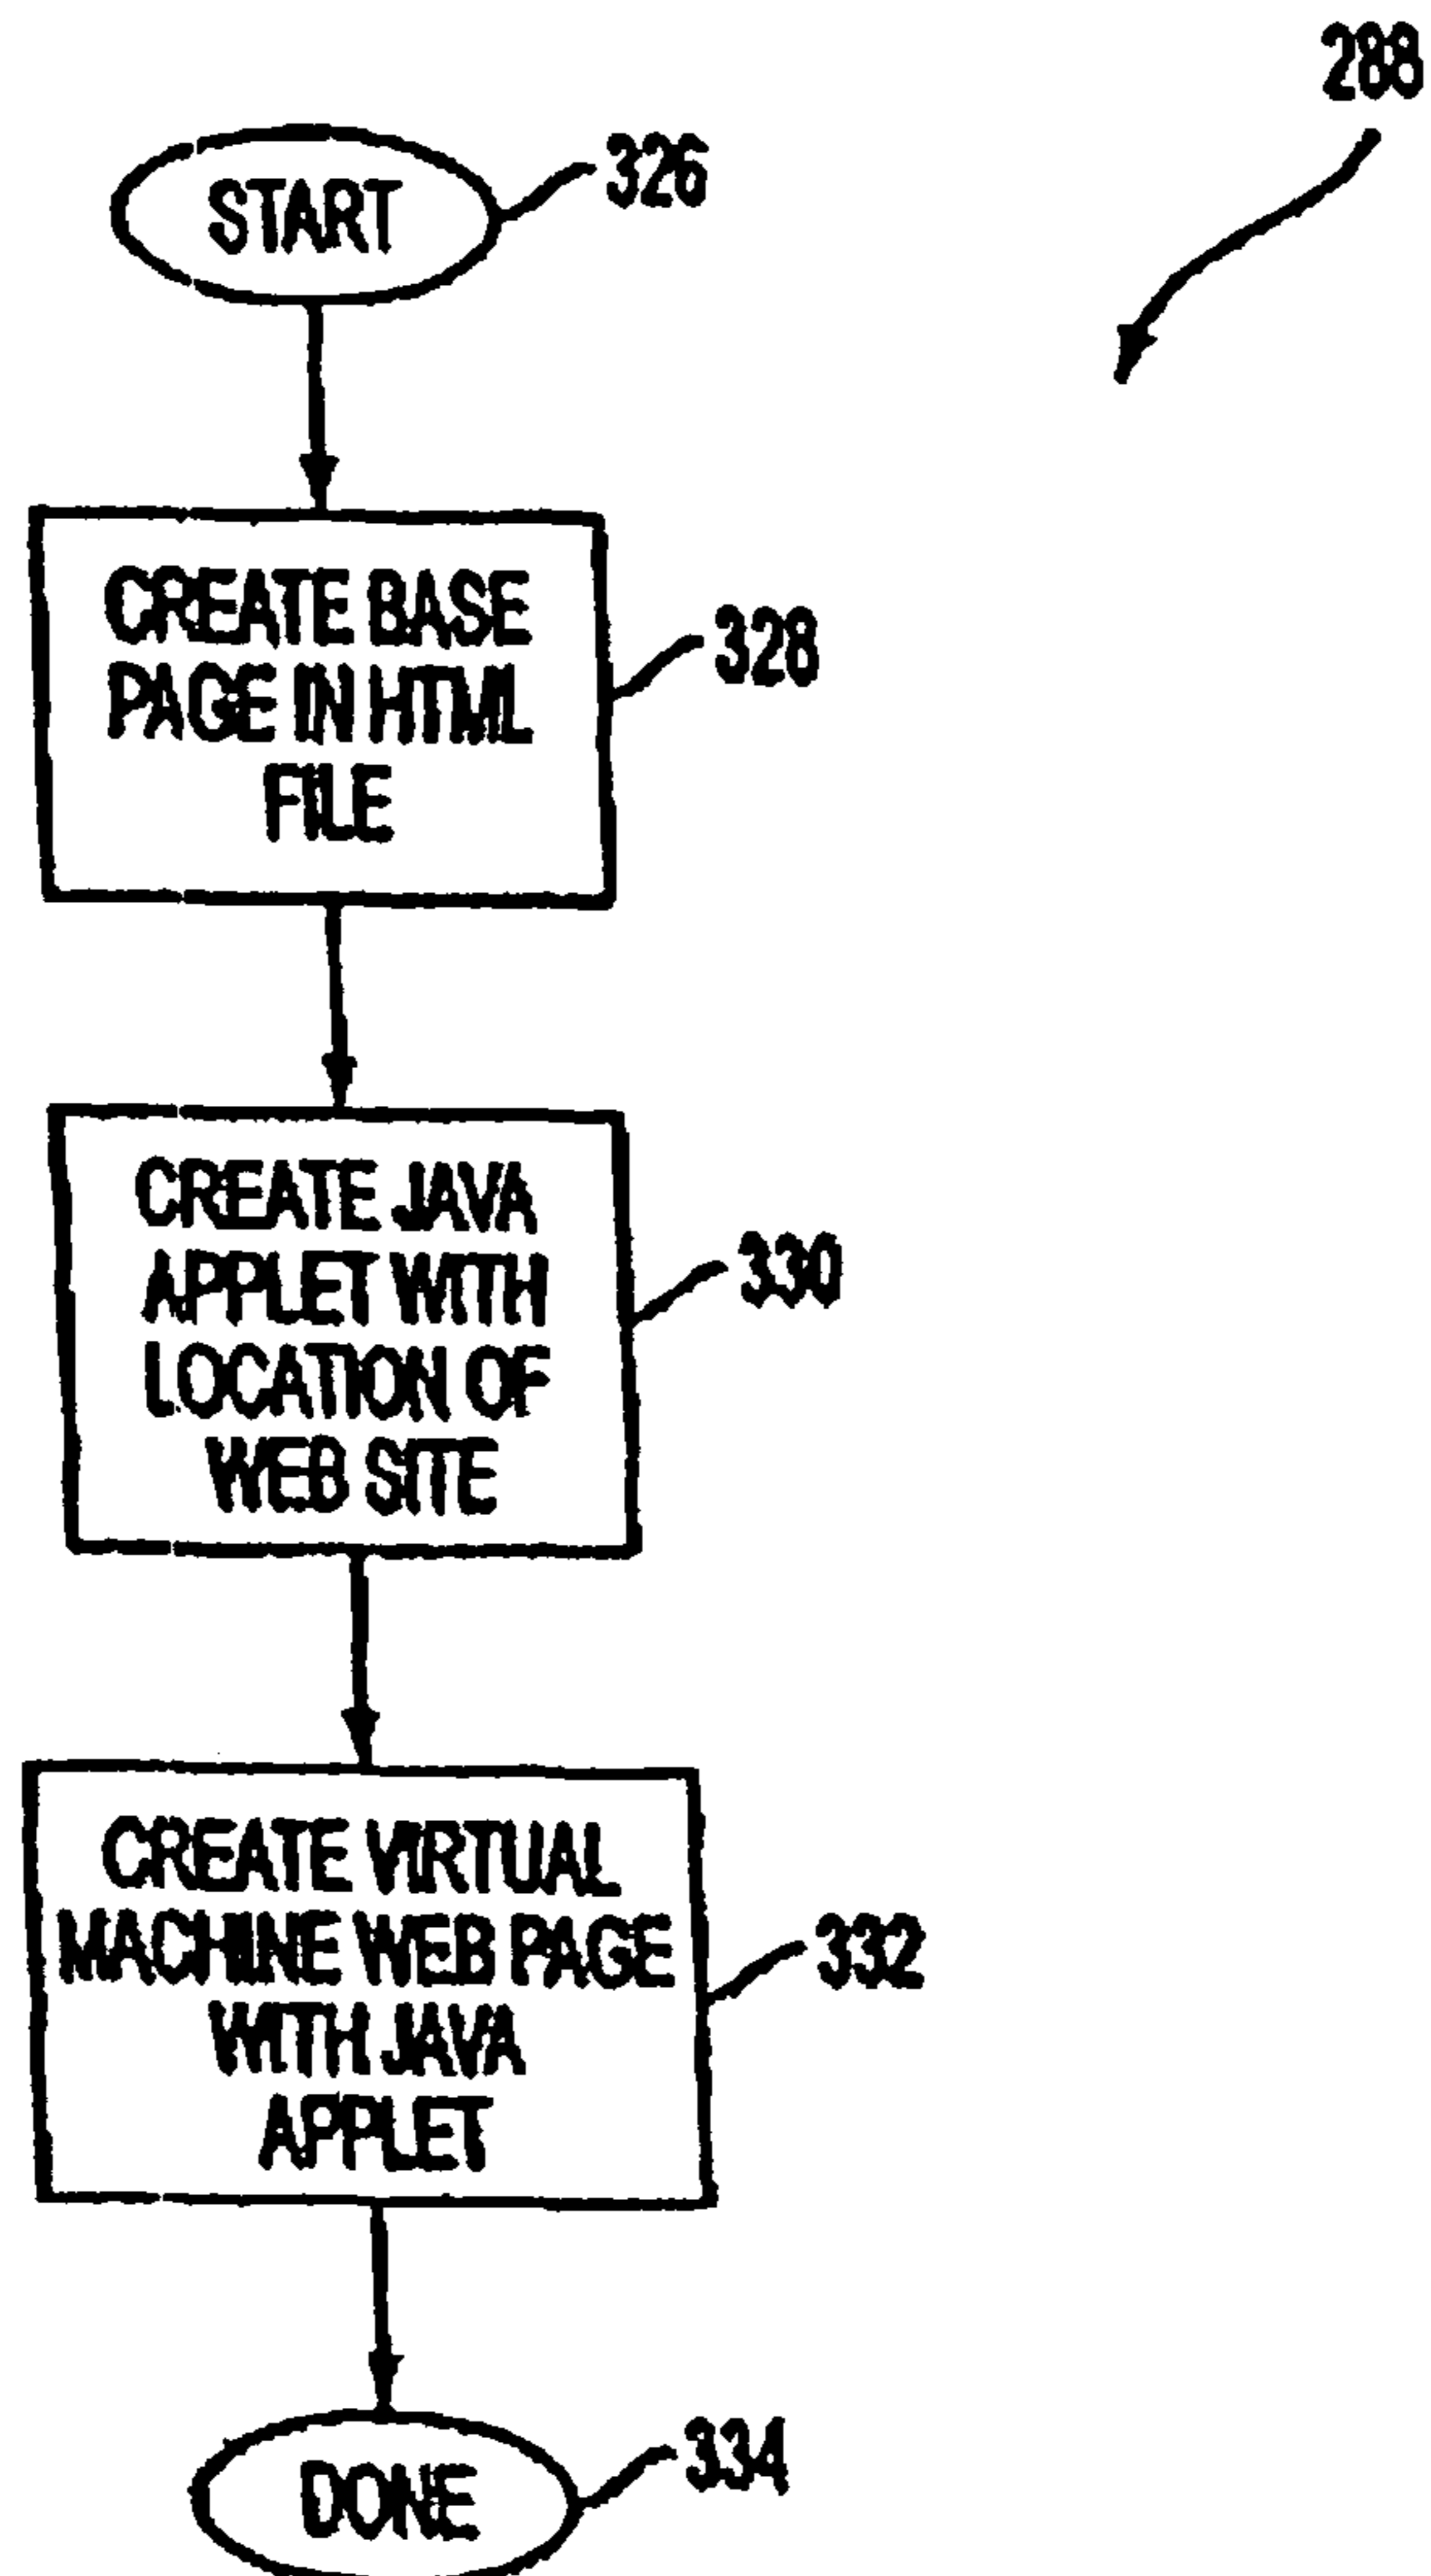 288
START
326
CREATE BASE
PAGE IN HTML
FILE
328
CREATE JAVA
APPLET WITH
LOCATION OF
WEB SITE
330
CREATE VIRTUAL
MACHINE WEB PAGE
WITH JAVA
APPLET
332
DONE
334